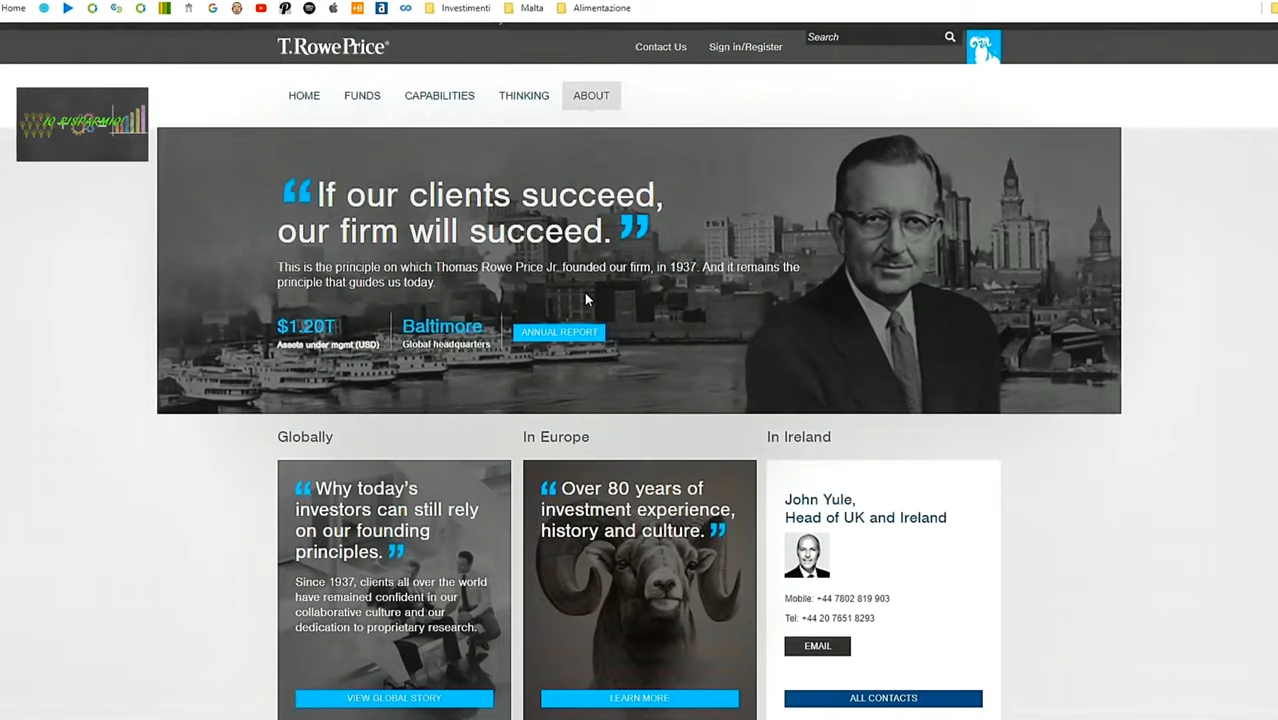 Home
Investimenti
Malta
Alimentazione
T.RowePrice®
Contact Us
Sign in/Register
Search
IO RISPARMIO!
HOME
FUNDS
CAPABILITIES
THINKING
ABOUT
“If our clients succeed,
our firm will succeed.”
This is the principle on which Thomas Rowe Price Jr. founded our firm, in 1937. And it remains the
principle that guides us today.
$1.20T
Assets under mgmt (USD)
Baltimore
Global headquarters
ANNUAL REPORT
Globally
“Why today's
investors can still rely
on our founding
principles.”
Since 1937, clients all over the world
have remained confident in our
collaborative culture and our
dedication to proprietary research.
VIEW GLOBAL STORY
In Europe
“Over 80 years of
investment experience,
history and culture.”
LEARN MORE
In Ireland
John Yule,
Head of UK and Ireland
Mobile: +44 7802 819 903
Tel: +44 20 7651 8293
EMAIL
ALL CONTACTS